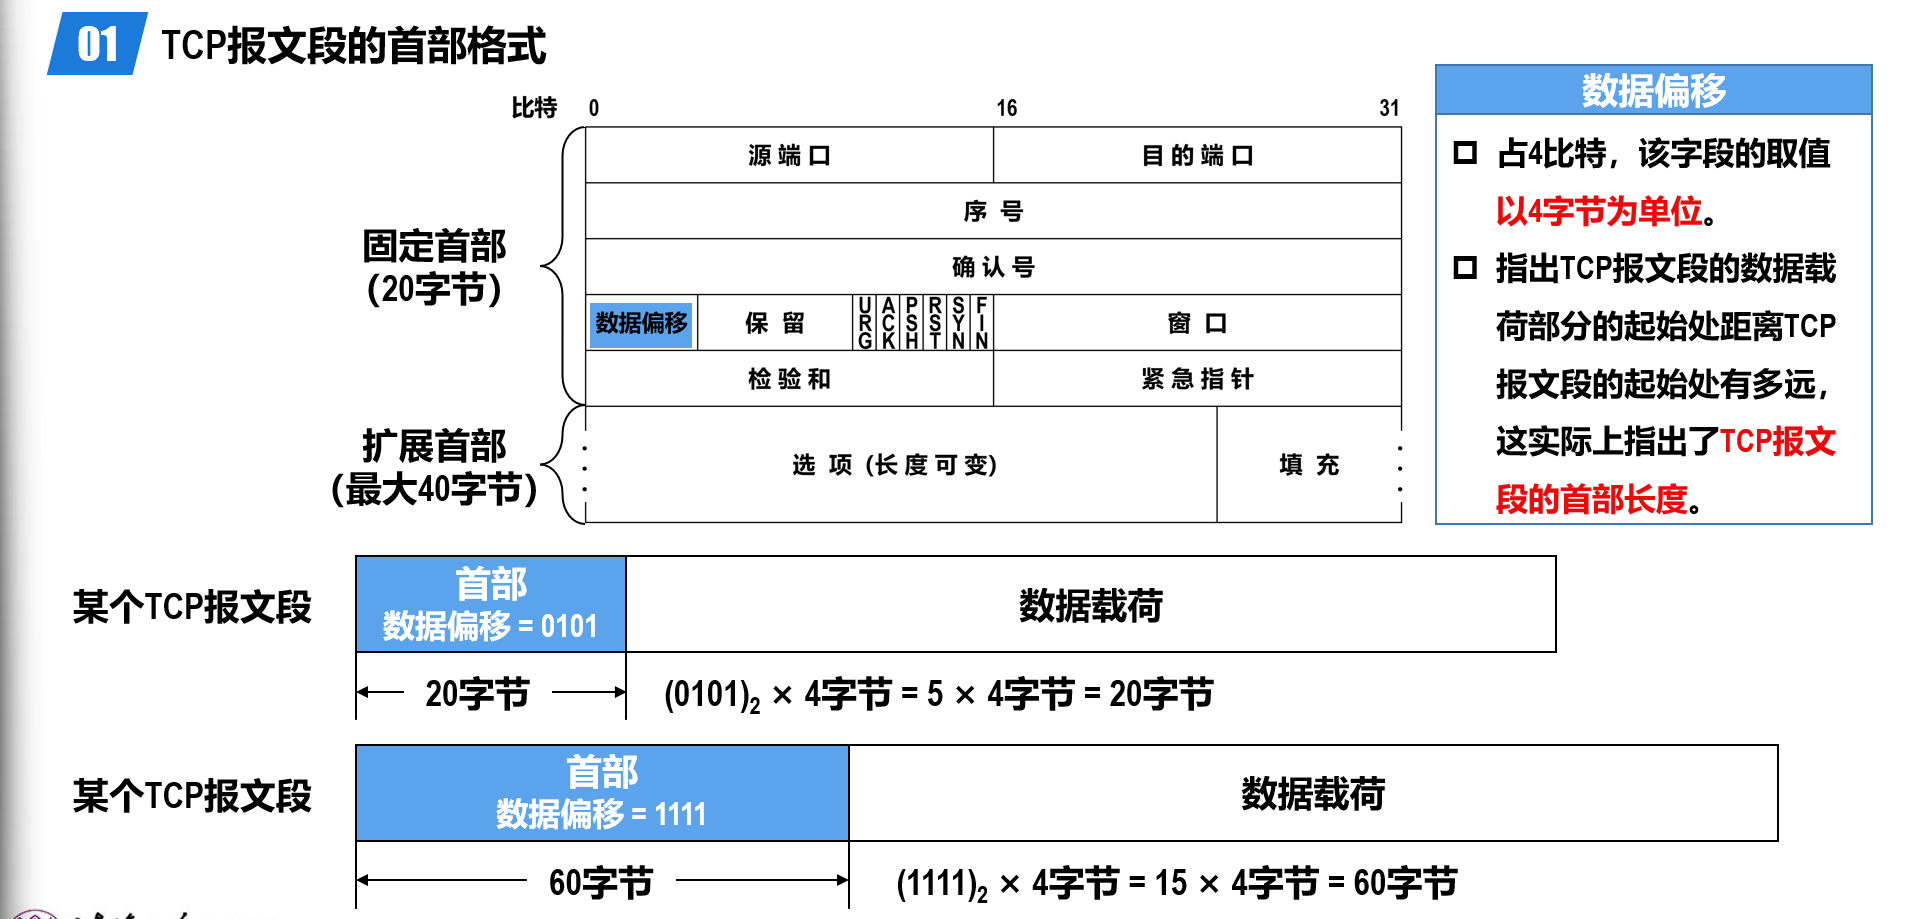 01 TCP报文段的首部格式
比特 0 16 31
源端口 目的端口
序号
确认号
数据偏移 保留 URG ACK PSH RST SYN FIN 窗口
检验和 紧急指针
选项 (长度可变) 填充
固定首部
(20字节)
扩展首部
(最大40字节)
数据偏移
占4比特，该字段的取值
以4字节为单位。
指出TCP报文段的数据载
荷部分的起始处距离TCP
报文段的起始处有多远，
这实际上指出了TCP报文
段的首部长度。
某个TCP报文段
首部
数据偏移 = 0101
数据载荷
20字节
(0101)₂ × 4字节 = 5 × 4字节 = 20字节
某个TCP报文段
首部
数据偏移 = 1111
数据载荷
60字节
(1111)₂ × 4字节 = 15 × 4字节 = 60字节